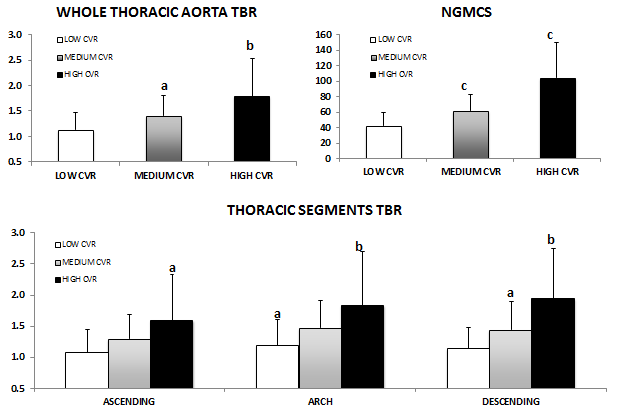 WHOLE THORACIC AORTA TBR
3.0
2.5
2.0
1.5
1.0
0.5
LOW CVR
MEDIUM CVR
HIGH CVR
a
b
LOW CVR
MEDIUM CVR
HIGH CVR
NGMCS
160
140
120
100
80
60
40
20
0
LOW CVR
MEDIUM CVR
HIGH CVR
c
c
LOW CVR
MEDIUM CVR
HIGH CVR
THORACIC SEGMENTS TBR
3.0
2.5
2.0
1.5
1.0
0.5
LOW CVR
MEDIUM CVR
HIGH CVR
a
a
b
a
b
ASCENDING
ARCH
DESCENDING